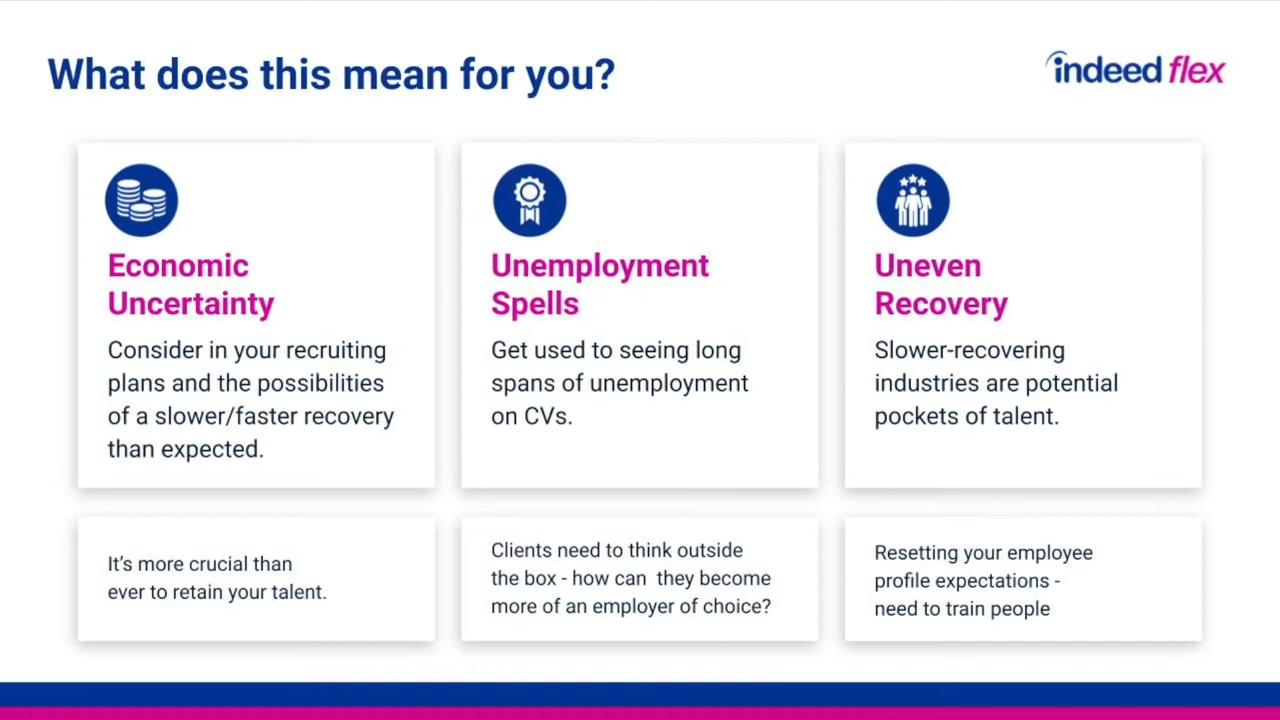 What does this mean for you?
indeed flex
Economic
Uncertainty
Consider in your recruiting
plans and the possibilities
of a slower/faster recovery
than expected.
Unemployment
Spells
Get used to seeing long
spans of unemployment
on CVs.
Uneven
Recovery
Slower-recovering
industries are potential
pockets of talent.
It’s more crucial than
ever to retain your talent.
Clients need to think outside
the box - how can  they become
more of an employer of choice?
Resetting your employee
profile expectations -
need to train people